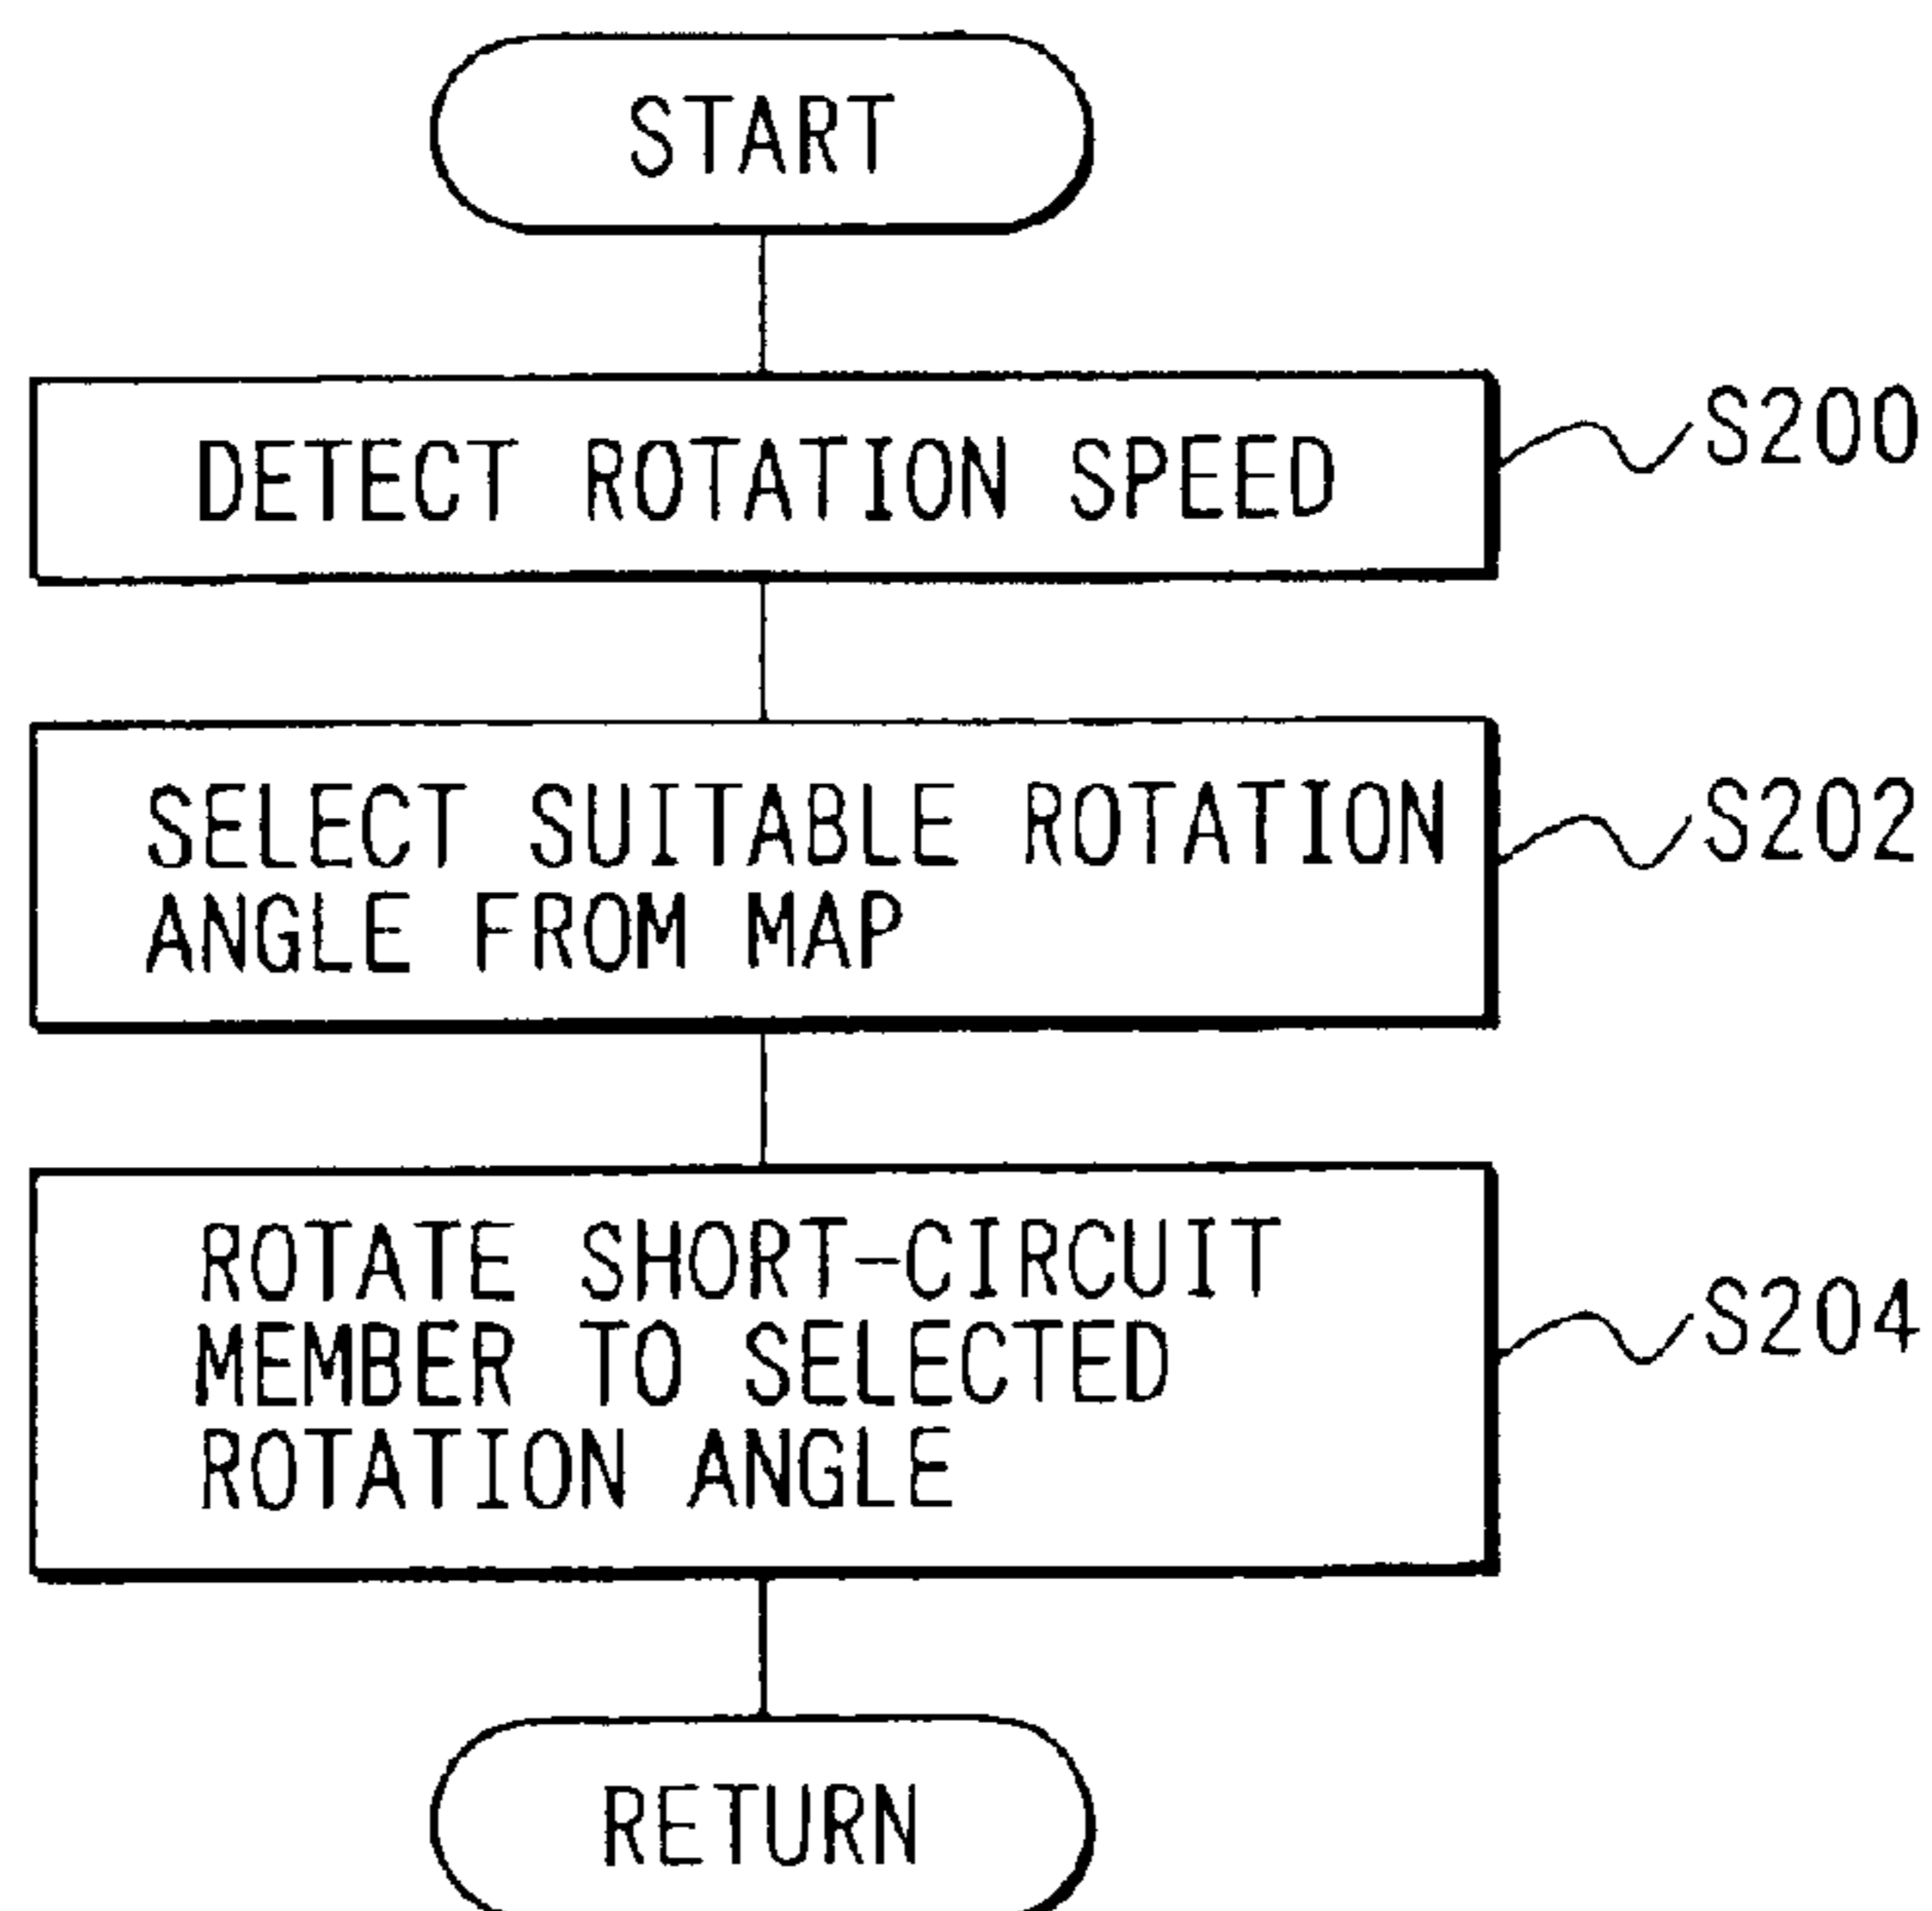 START
DETECT ROTATION SPEED
S200
SELECT SUITABLE ROTATION
ANGLE FROM MAP
S202
ROTATE SHORT-CIRCUIT
MEMBER TO SELECTED
ROTATION ANGLE
S204
RETURN